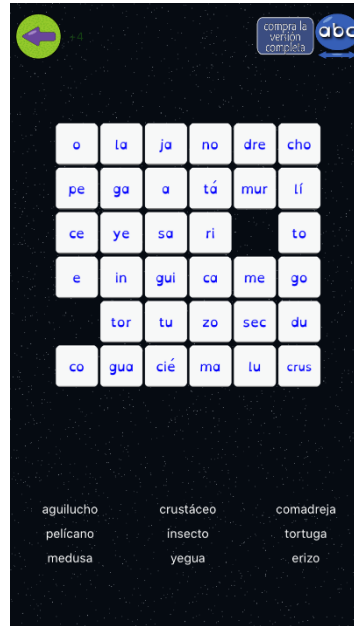 +4
compra la
versión
completa
abc
o la ja no dre cho
pe ga a tá mur lí
ce ye sa ri to
e in gui ca me go
tor tu zo sec du
co gua cié ma lu crus
aguilucho crustáceo comadreja
pelícano insecto tortuga
medusa yegua erizo